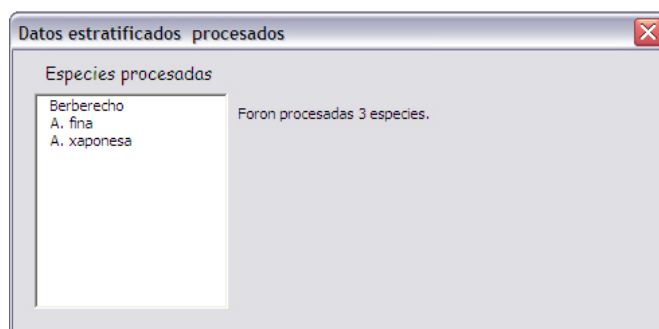 Datos estratificados procesados
Especies procesadas
Berberecho
A. fina
A. xaponesa
Foron procesadas 3 especies.